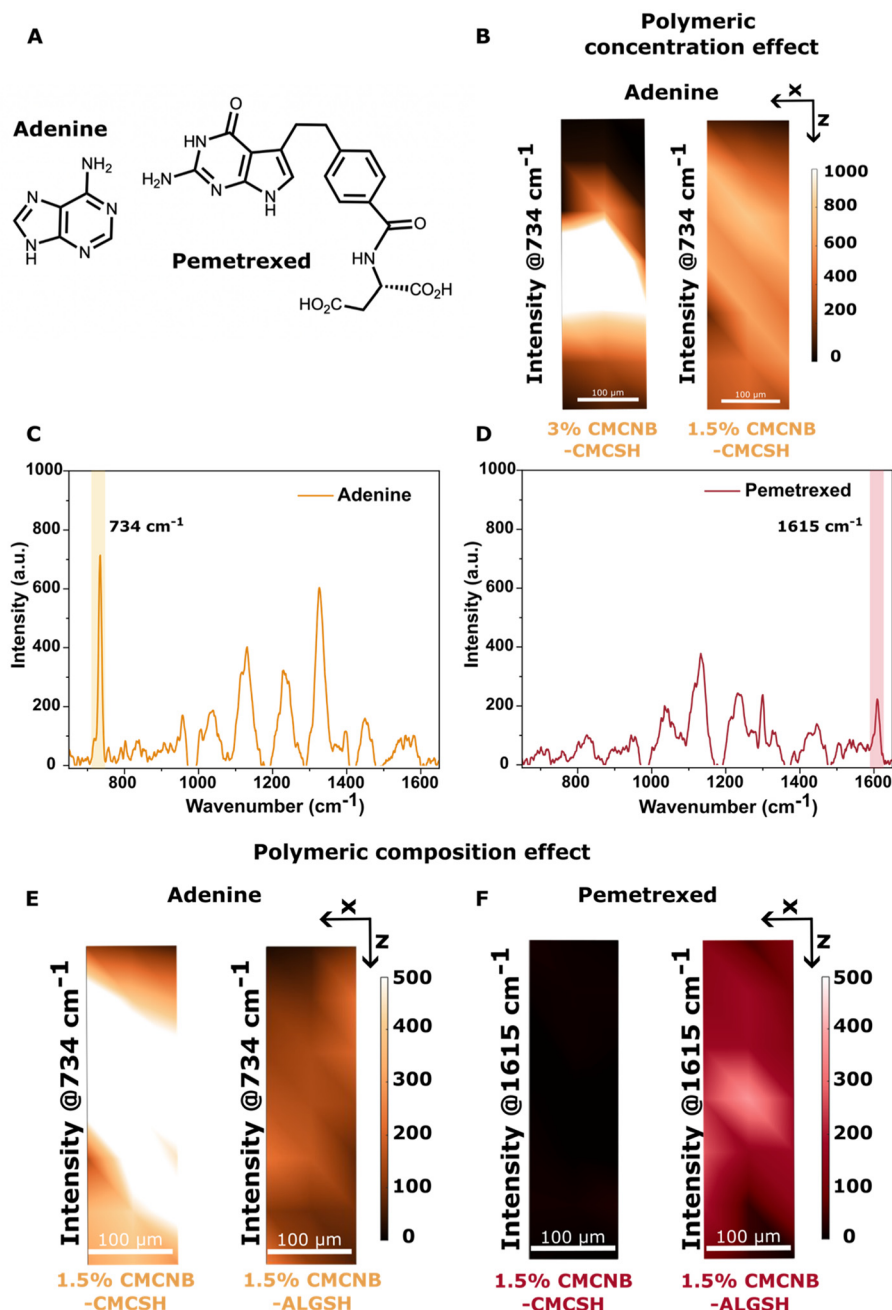 A
Adenine
NH₂
N
N
N
H
N
O
HN
H₂N
N
N
H
Pemetrexed
O
HN
HO₂C
CO₂H
B
Polymeric
concentration effect
Adenine
X
Z
Intensity @734 cm⁻¹
100 µm
3% CMCNB
-CMCSH
Intensity @734 cm⁻¹
100 µm
1.5% CMCNB
-CMCSH
1000
800
600
400
200
0
C
Adenine
734 cm⁻¹
1000
800
600
400
200
0
Intensity (a.u.)
800 1000 1200 1400 1600
Wavenumber (cm⁻¹)
D
Pemetrexed
1615 cm⁻¹
1000
800
600
400
200
0
Intensity (a.u.)
800 1000 1200 1400 1600
Wavenumber (cm⁻¹)
Polymeric composition effect
E
Adenine
X
Z
Intensity @734 cm⁻¹
100 µm
1.5% CMCNB
-CMCSH
Intensity @734 cm⁻¹
100 µm
1.5% CMCNB
-ALGSH
500
400
300
200
100
0
F
Pemetrexed
X
Z
Intensity @1615 cm⁻¹
100 µm
1.5% CMCNB
-CMCSH
Intensity @1615 cm⁻¹
100 µm
1.5% CMCNB
-ALGSH
500
400
300
200
100
0